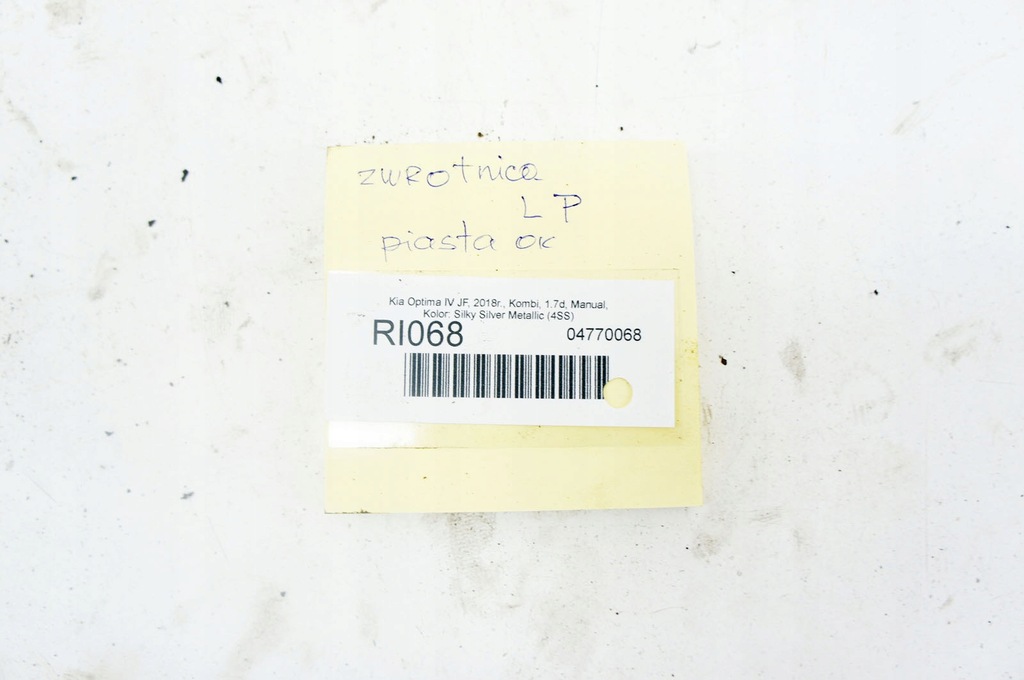 zwrotnica
L P
piasta ok
Kia Optima IV JF, 2018r., Kombi, 1.7d, Manual,
Kolor: Silky Silver Metallic (4SS)
RI068 04770068